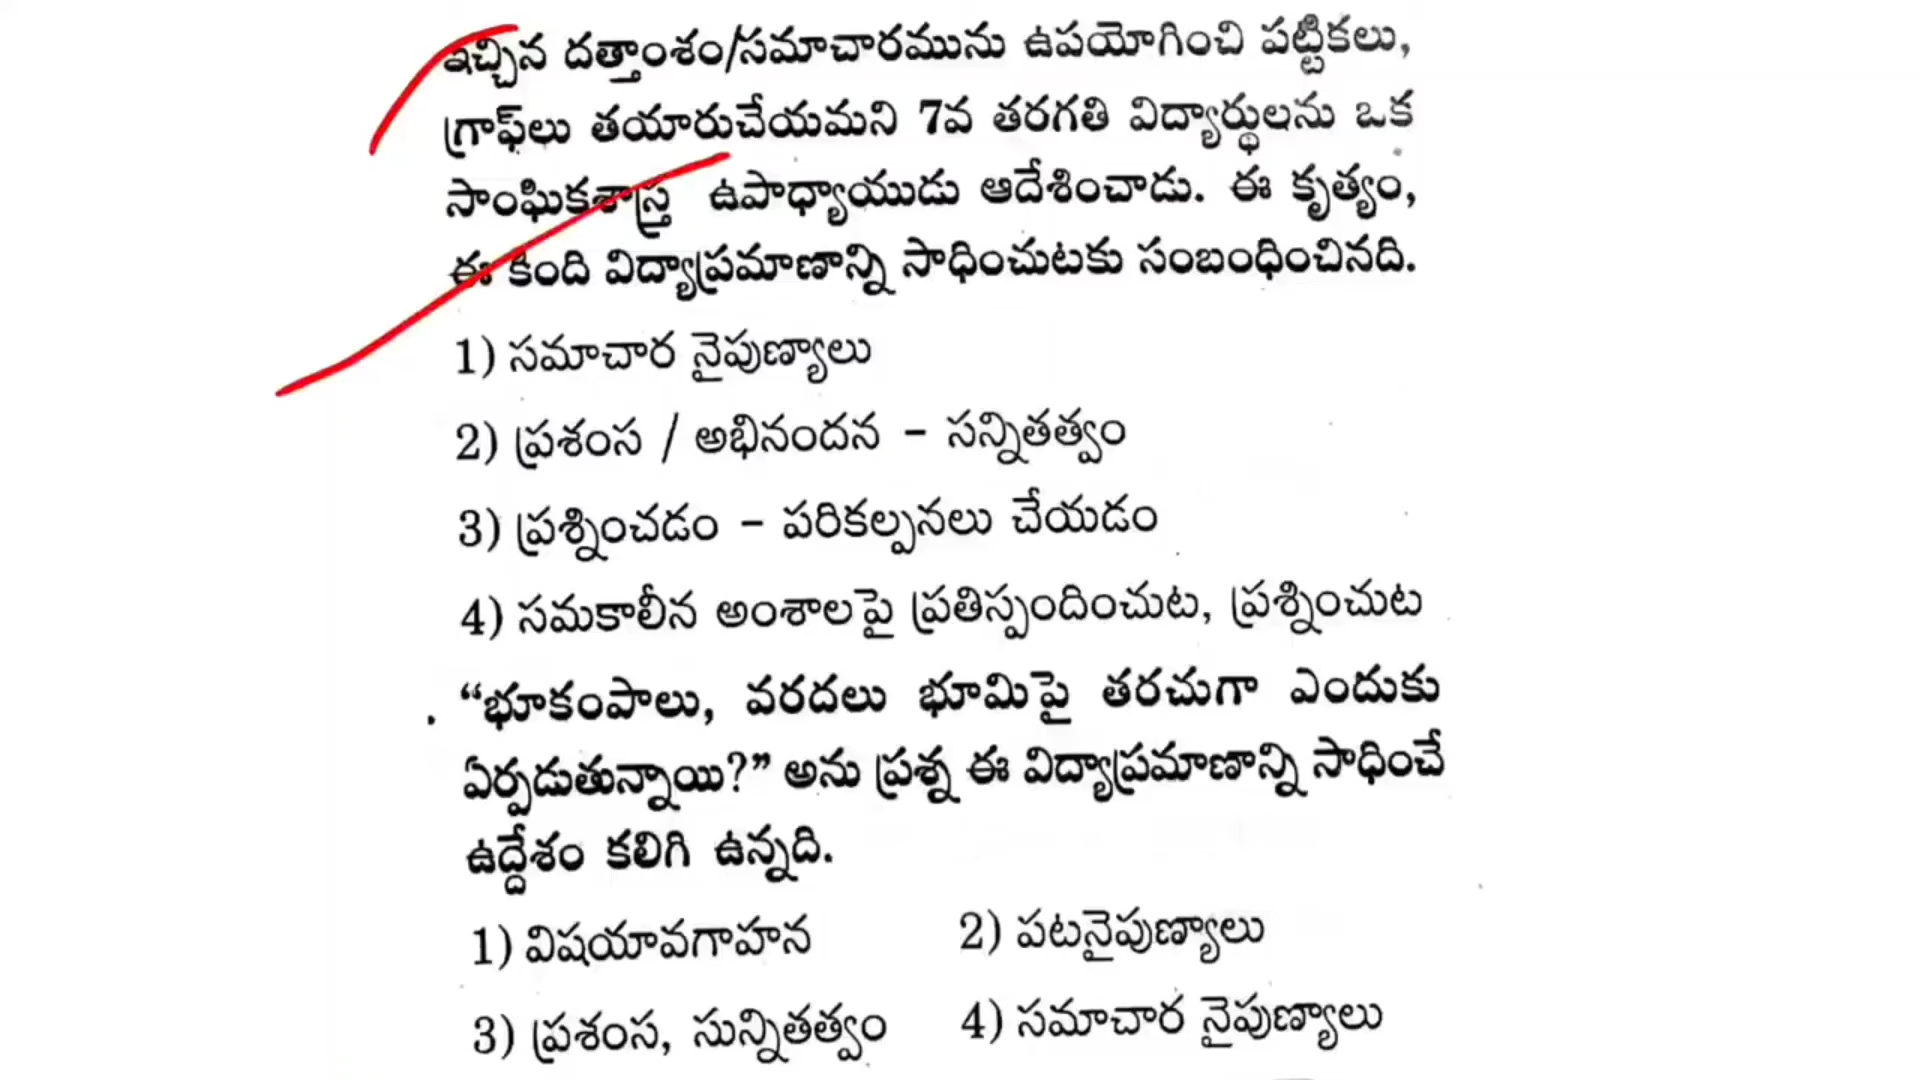 ఇచ్చిన దత్తాంశం/సమాచారమును ఉపయోగించి పట్టికలు,
గ్రాఫ్‌లు తయారుచేయమని 7వ తరగతి విద్యార్థులను ఒక
సాంఘికశాస్త్ర ఉపాధ్యాయుడు ఆదేశించాడు. ఈ కృత్యం,
ఈ కింది విద్యాప్రమాణాన్ని సాధించుటకు సంబంధించినది.
1) సమాచార నైపుణ్యాలు
2) ప్రశంస / అభినందన - సన్నితత్వం
3) ప్రశ్నించడం - పరికల్పనలు చేయడం
4) సమకాలీన అంశాలపై ప్రతిస్పందించుట, ప్రశ్నించుట
. "భూకంపాలు, వరదలు భూమిపై తరచుగా ఎందుకు
ఏర్పడుతున్నాయి?" అను ప్రశ్న ఈ విద్యాప్రమాణాన్ని సాధించే
ఉద్దేశం కలిగి ఉన్నది.
1) విషయావగాహన 2) పటనైపుణ్యాలు
3) ప్రశంస, సున్నితత్వం 4) సమాచార నైపుణ్యాలు